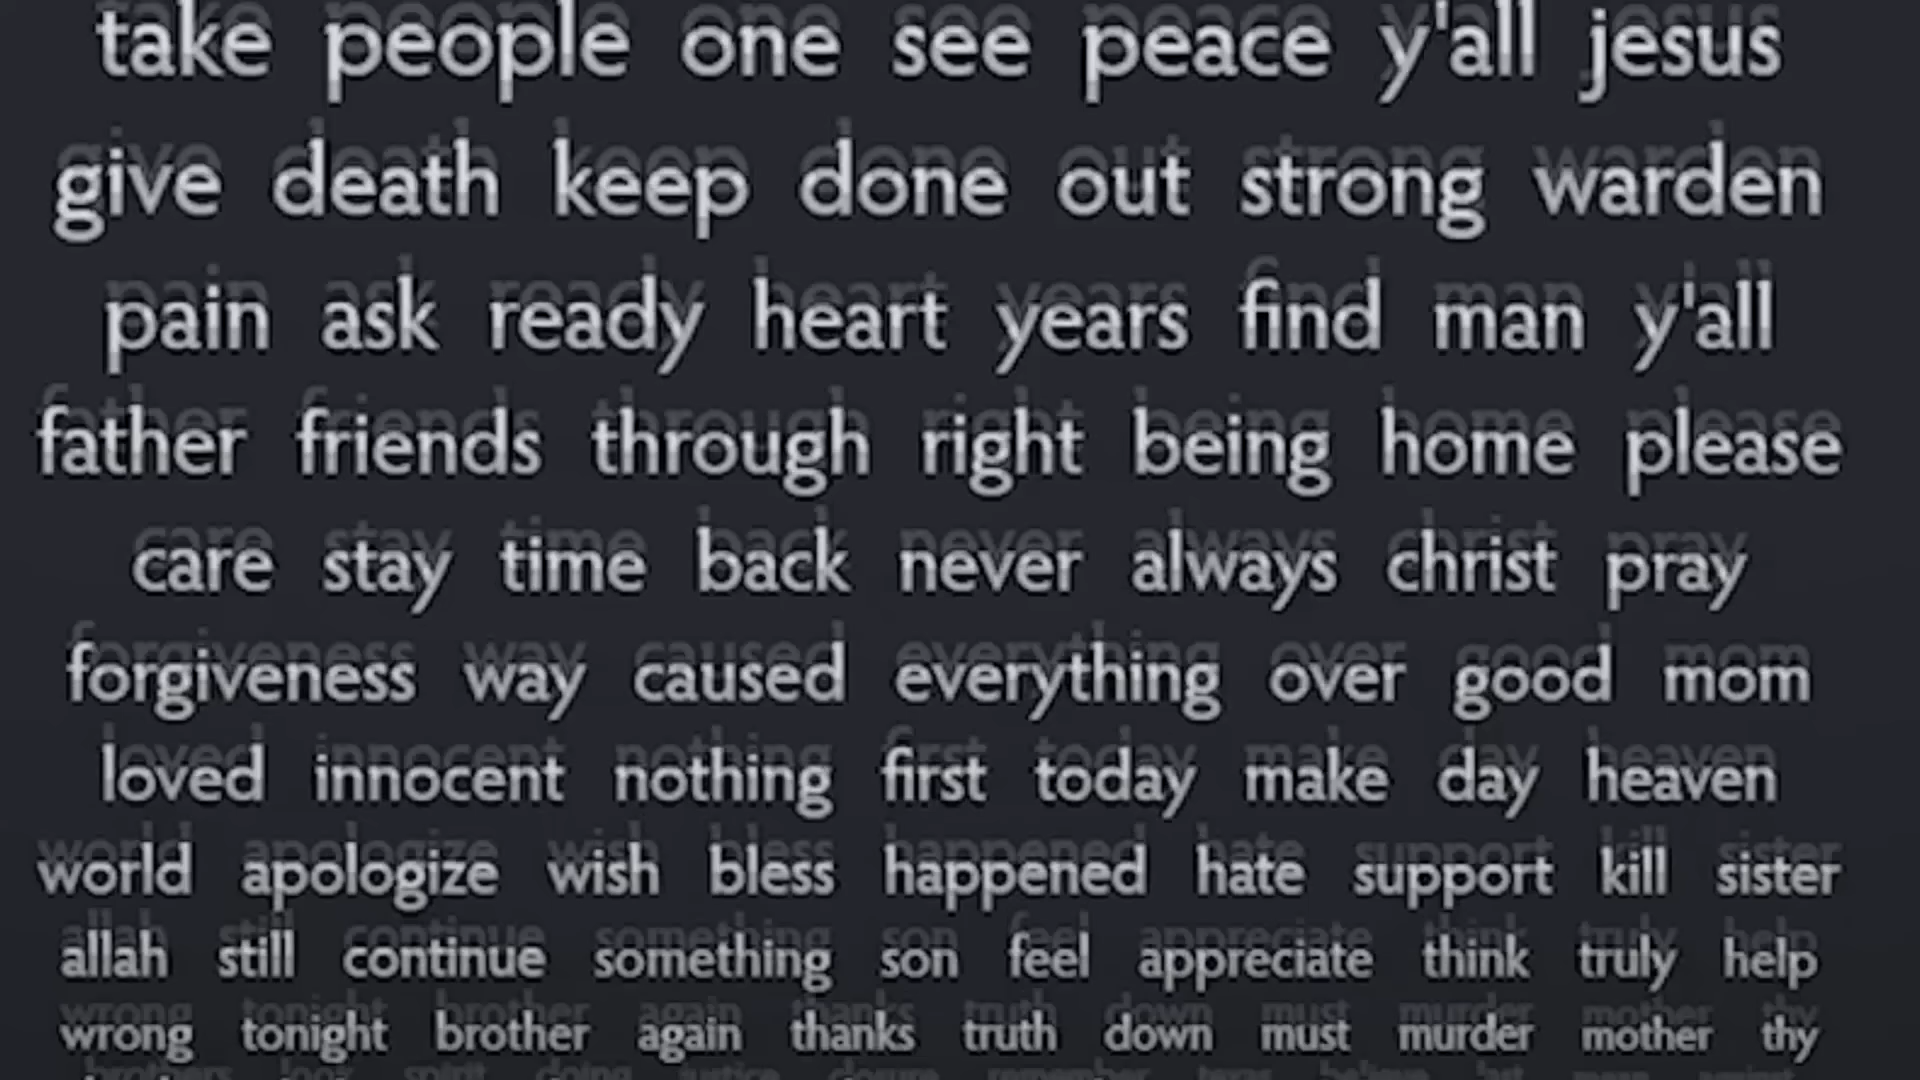 take people one see peace y'all jesus
give death keep done out strong warden
pain ask ready heart years find man y'all
father friends through right being home please
care stay time back never always christ pray
forgiveness way caused everything over good mom
loved innocent nothing first today make day heaven
world apologize wish bless happened hate support kill sister
allah still continue something son feel appreciate think truly help
wrong tonight brother again thanks truth down must murder mother thy